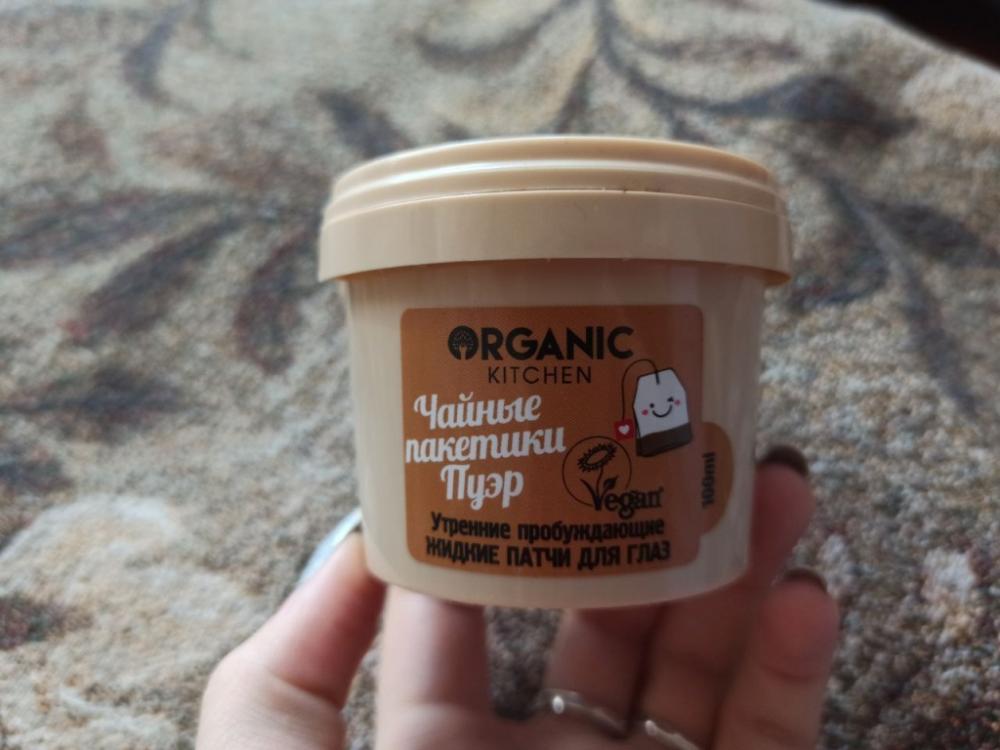 ORGANIC
KITCHEN
Чайные
пакетики
Пуэр
Vegan
100ml
Утренние пробуждающие
ЖИДКИЕ ПАТЧИ ДЛЯ ГЛАЗ